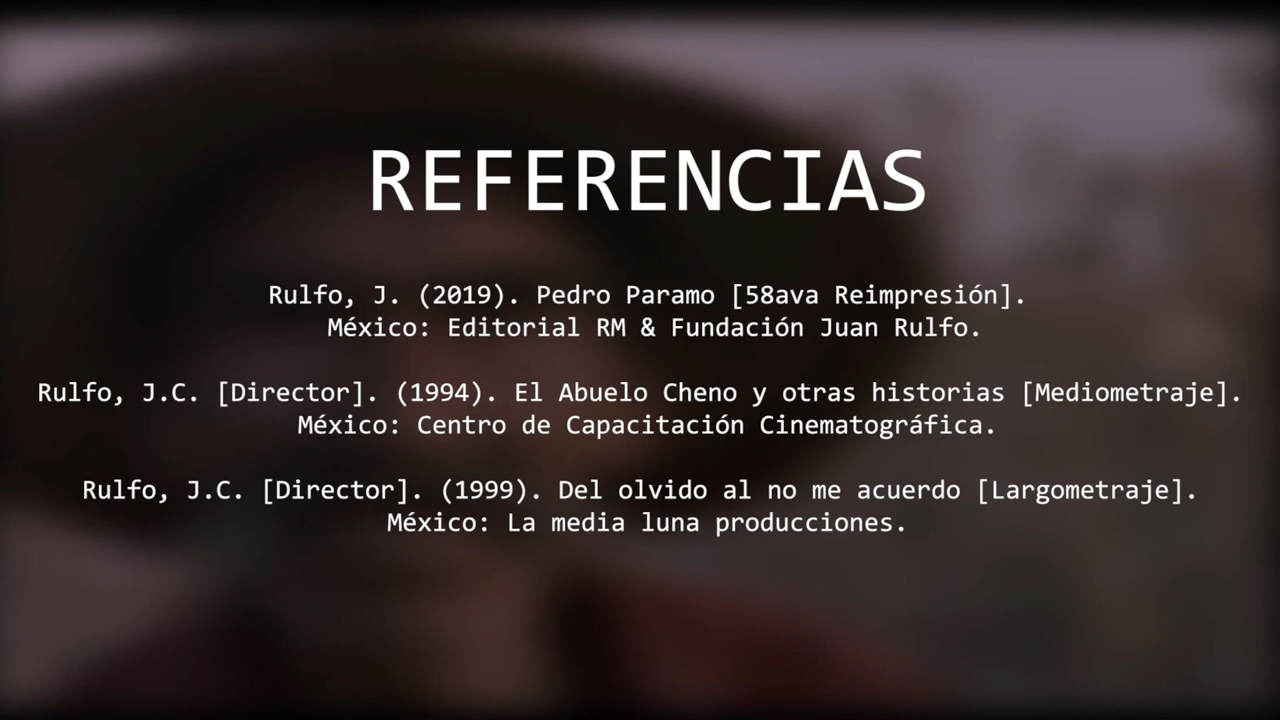 REFERENCIAS
Rulfo, J. (2019). Pedro Paramo [58ava Reimpresión].
México: Editorial RM & Fundación Juan Rulfo.
Rulfo, J.C. [Director]. (1994). El Abuelo Cheno y otras historias [Mediometraje].
México: Centro de Capacitación Cinematográfica.
Rulfo, J.C. [Director]. (1999). Del olvido al no me acuerdo [Largometraje].
México: La media luna producciones.